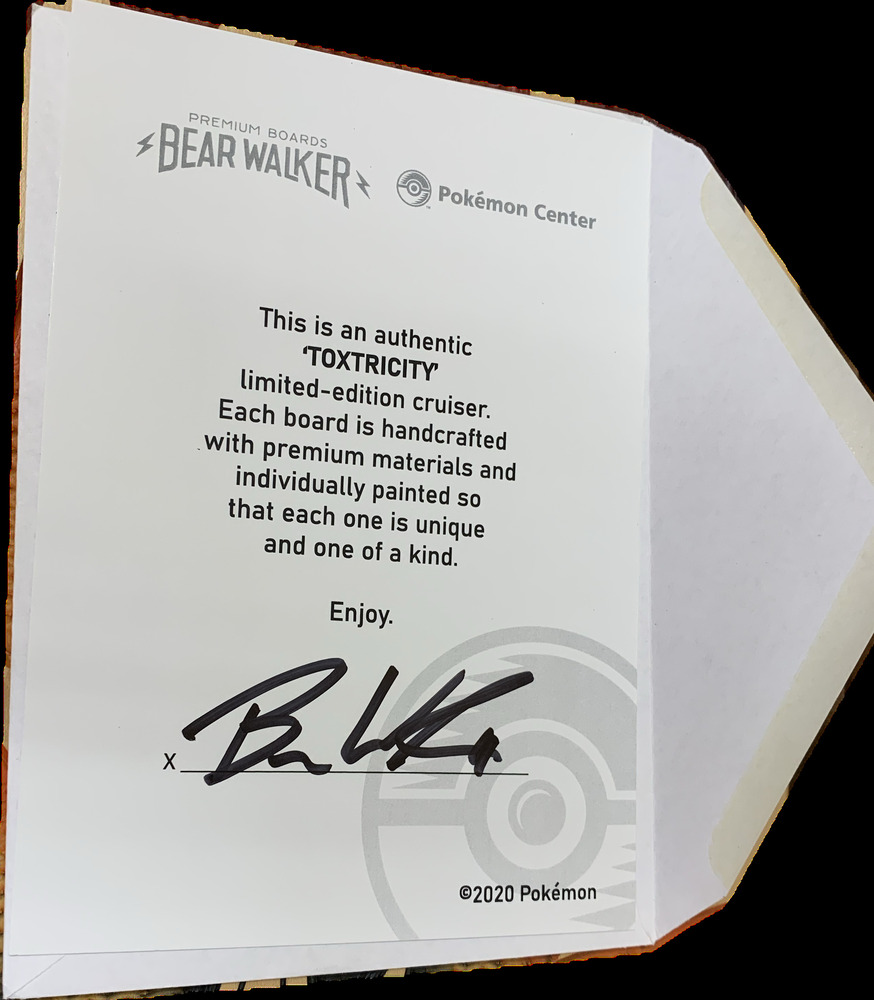 PREMIUM BOARDS
BEAR WALKER
Pokémon Center
This is an authentic
‘TOXTRICITY’
limited-edition cruiser.
Each board is handcrafted
with premium materials and
individually painted so
that each one is unique
and one of a kind.
Enjoy.
X
©2020 Pokémon